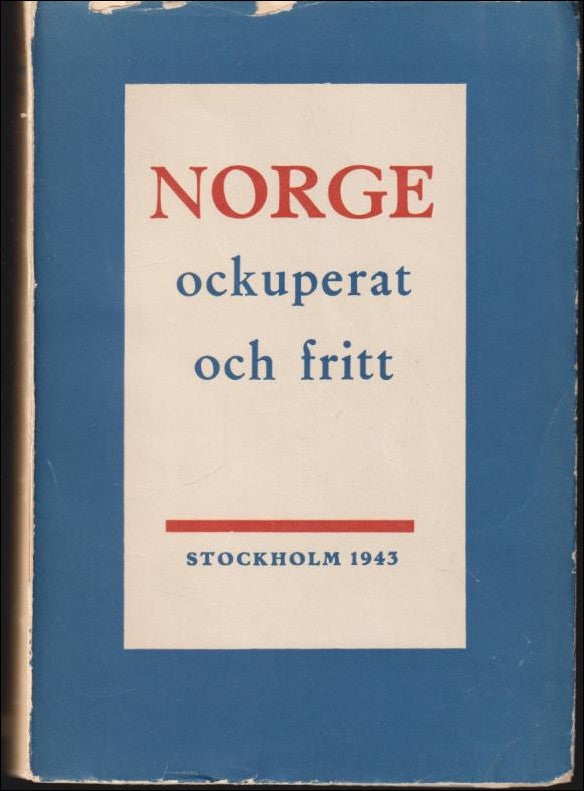 NORGE
ockuperat
och fritt
STOCKHOLM 1943